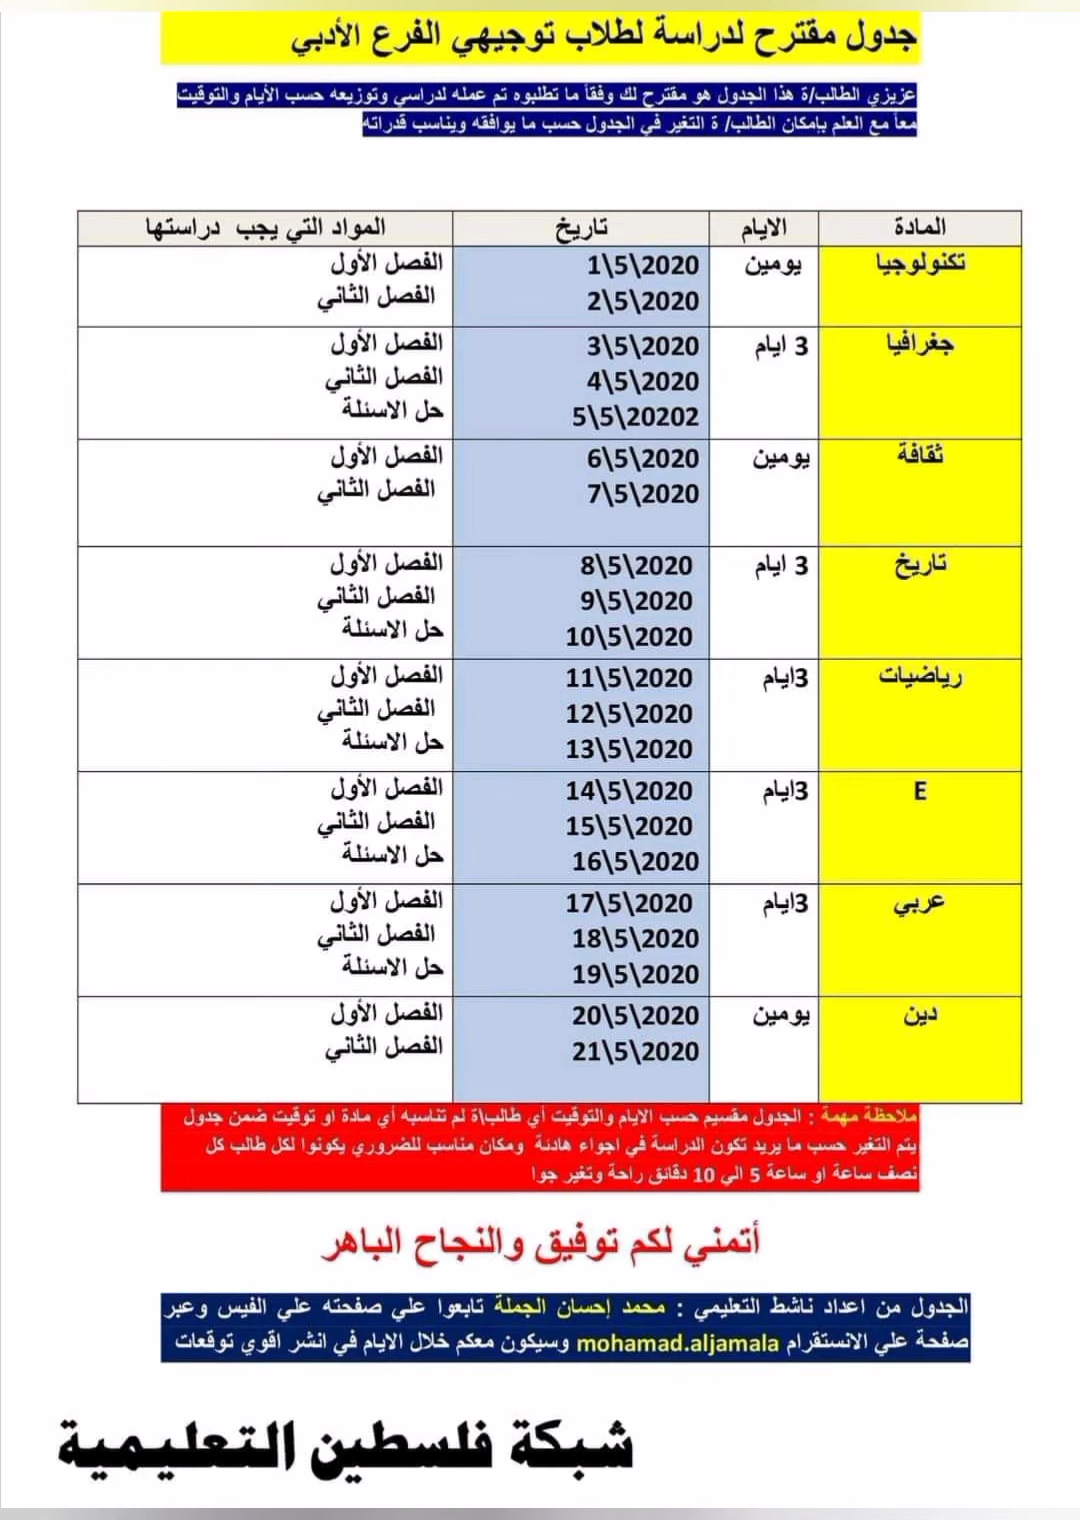 جدول مقترح لدراسة لطلاب توجيهي الفرع الأدبي
عزيزي الطالب/ة هذا الجدول هو مقترح لك وفقاً ما تطلبوه تم عمله لدراسي وتوزيعه حسب الأيام والتوقيت
معاً مع العلم بإمكان الطالب/ ة التغير في الجدول حسب ما يوافقه ويناسب قدراته
المادة الايام تاريخ المواد التي يجب دراستها
تكنولوجيا يومين 1\5\2020 الفصل الأول
2\5\2020 الفصل الثاني
جغرافيا 3 ايام 3\5\2020 الفصل الأول
4\5\2020 الفصل الثاني
5\5\20202 حل الاسئلة
ثقافة يومين 6\5\2020 الفصل الأول
7\5\2020 الفصل الثاني
تاريخ 3 ايام 8\5\2020 الفصل الأول
9\5\2020 الفصل الثاني
10\5\2020 حل الاسئلة
رياضيات 3ايام 11\5\2020 الفصل الأول
12\5\2020 الفصل الثاني
13\5\2020 حل الاسئلة
E 3ايام 14\5\2020 الفصل الأول
15\5\2020 الفصل الثاني
16\5\2020 حل الاسئلة
عربي 3ايام 17\5\2020 الفصل الأول
18\5\2020 الفصل الثاني
19\5\2020 حل الاسئلة
دين يومين 20\5\2020 الفصل الأول
21\5\2020 الفصل الثاني
ملاحظة مهمة : الجدول مقسيم حسب الايام والتوقيت أي طالب\ة لم تناسبه أي مادة او توقيت ضمن جدول
يتم التغير حسب ما يريد تكون الدراسة في اجواء هادئة ومكان مناسب للضروري يكونوا لكل طالب كل
نصف ساعة او ساعة 5 الي 10 دقائق راحة وتغير جوا
أتمني لكم توفيق والنجاح الباهر
الجدول من اعداد ناشط التعليمي : محمد إحسان الجملة تابعوا علي صفحته علي الفيس وعبر
صفحة علي الانستقرام mohamad.aljamala وسيكون معكم خلال الايام في انشر اقوي توقعات
شبكة فلسطين التعليمية